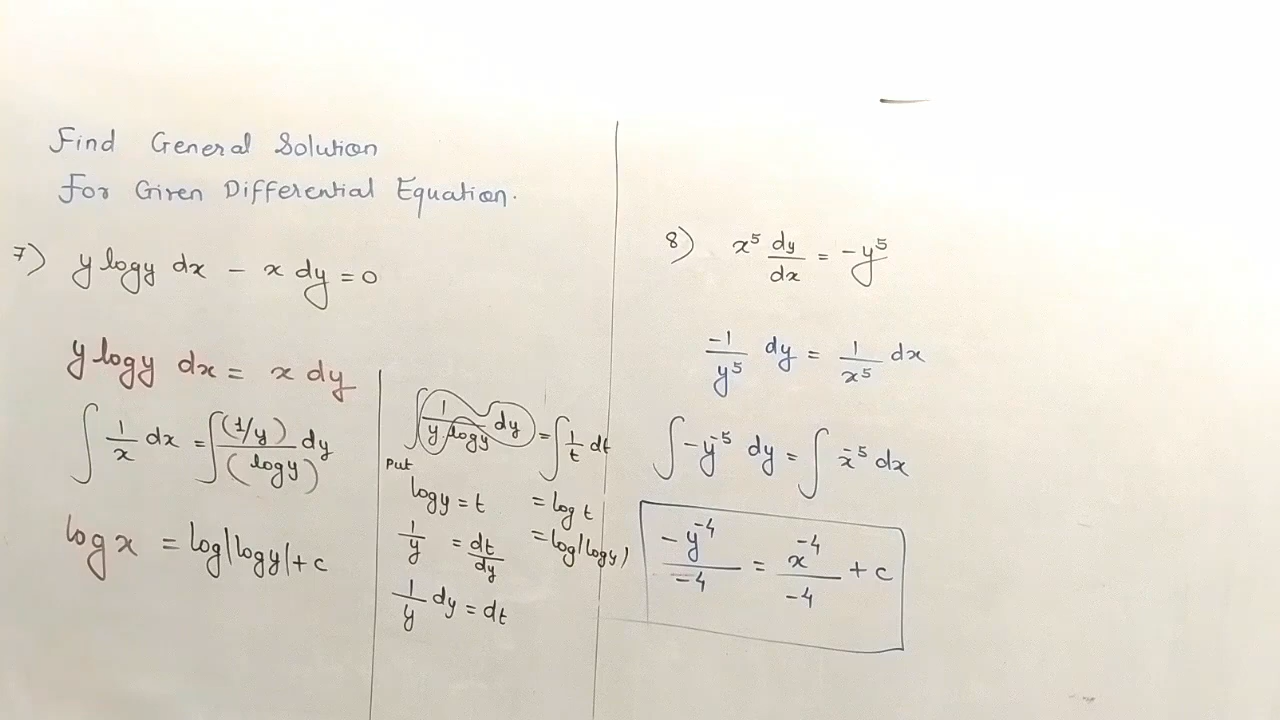 Find General Solution
For Given Differential Equation.
7) y logy dx - x dy = 0
y logy dx = x dy
∫ 1/x dx = ∫ (1/y)/(logy) dy
log x = log|logy| + c
∫ 1/(y.logy) dy = ∫ 1/t dt
Put
logy = t = log t
1/y = dt/dy = log(logy)
1/y dy = dt
8) x⁵ dy/dx = -y⁵
-1/y⁵ dy = 1/x⁵ dx
∫ -y⁻⁵ dy = ∫ x⁻⁵ dx
-y⁻⁴/-4 = x⁻⁴/-4 + c